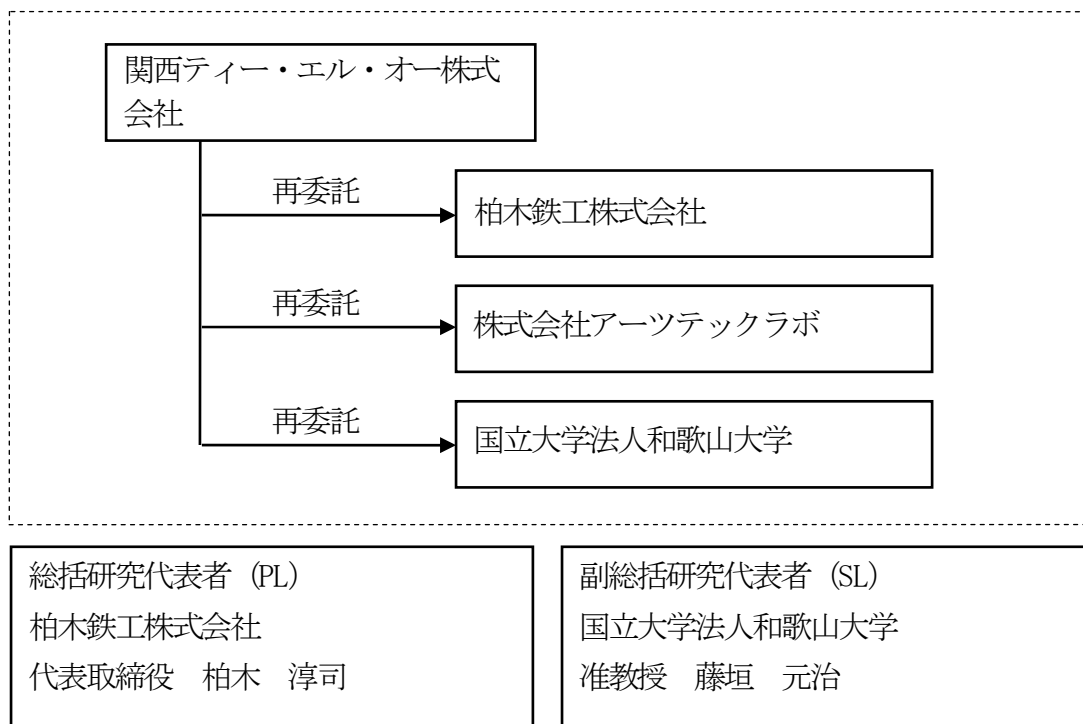 関西ティー・エル・オー株式
会社
再委託
柏木鉄工株式会社
再委託
株式会社アーツテックラボ
再委託
国立大学法人和歌山大学
総括研究代表者 (PL)
柏木鉄工株式会社
代表取締役　柏木　淳司
副総括研究代表者 (SL)
国立大学法人和歌山大学
准教授　藤垣　元治